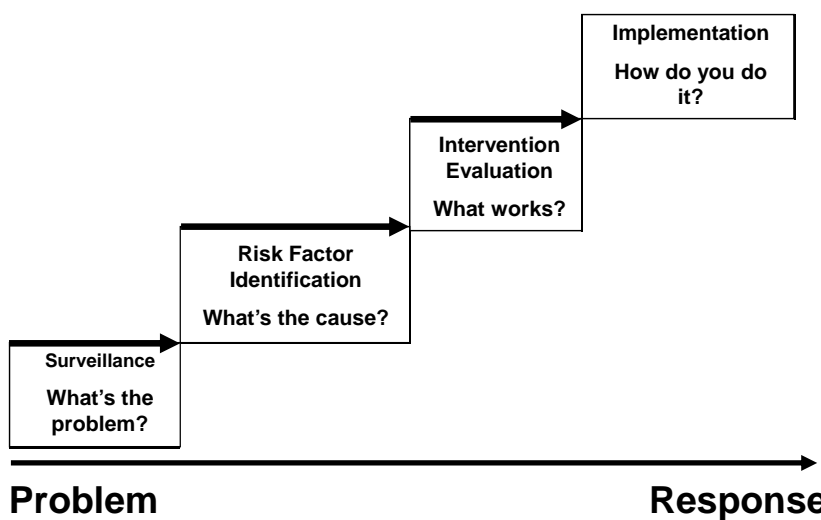 Surveillance
What's the
problem?
Risk Factor
Identification
What's the cause?
Intervention
Evaluation
What works?
Implementation
How do you do
it?
Problem
Response